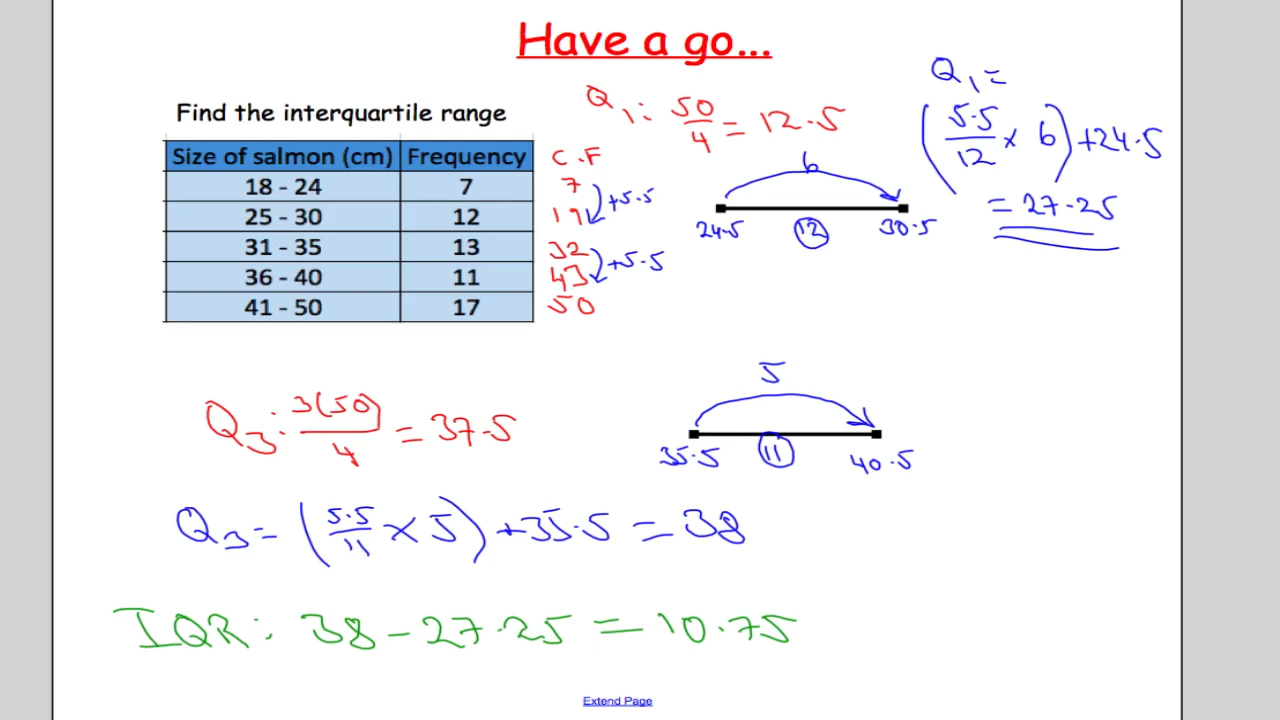 Have a go...
Find the interquartile range
Size of salmon (cm) Frequency C.F
18 - 24 7 7
25 - 30 12 19
31 - 35 13 32
36 - 40 11 43
41 - 50 17 50
+5.5
+5.5
Q1: 50/4 = 12.5
6
24.5 12 30.5
Q1 =
(5.5/12 × 6) + 24.5
= 27.25
Q3: 3(50)/4 = 37.5
5
35.5 11 40.5
Q3 = (5.5/11 × 5) + 35.5 = 38
IQR: 38 - 27.25 = 10.75
Extend Page